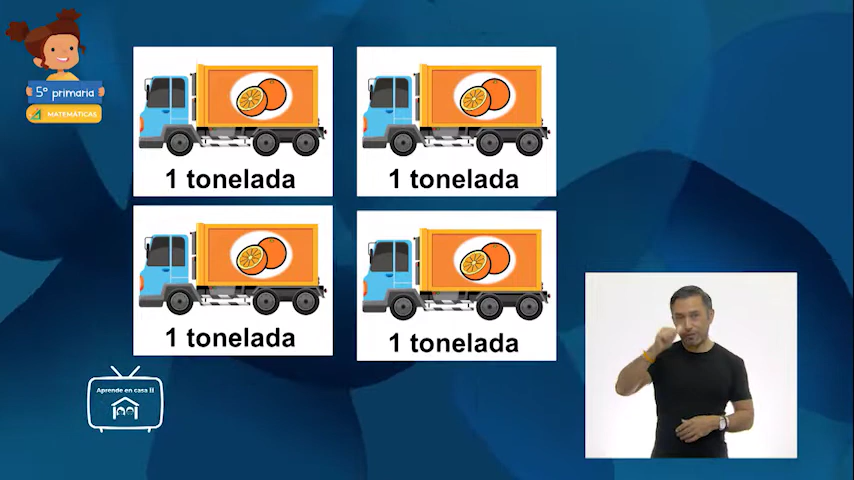 5º primaria
MATEMÁTICAS
1 tonelada
1 tonelada
1 tonelada
1 tonelada
Aprende en casa II